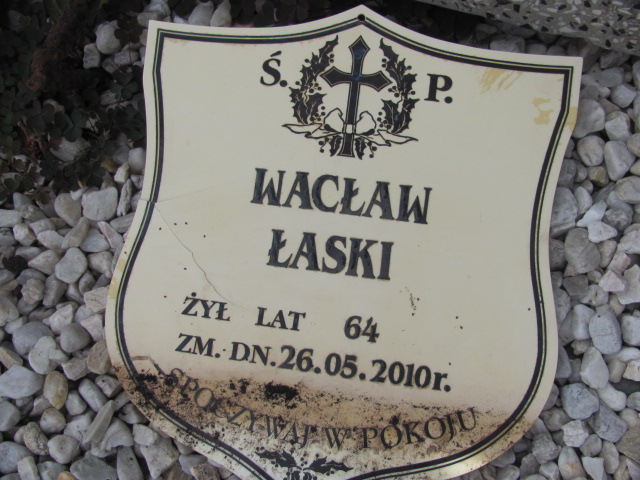 Ś. P.
WACŁAW
ŁASKI
ŻYŁ LAT 64
ZM. DN. 26.05.2010r.
SPOCZYWAJ W POKOJU